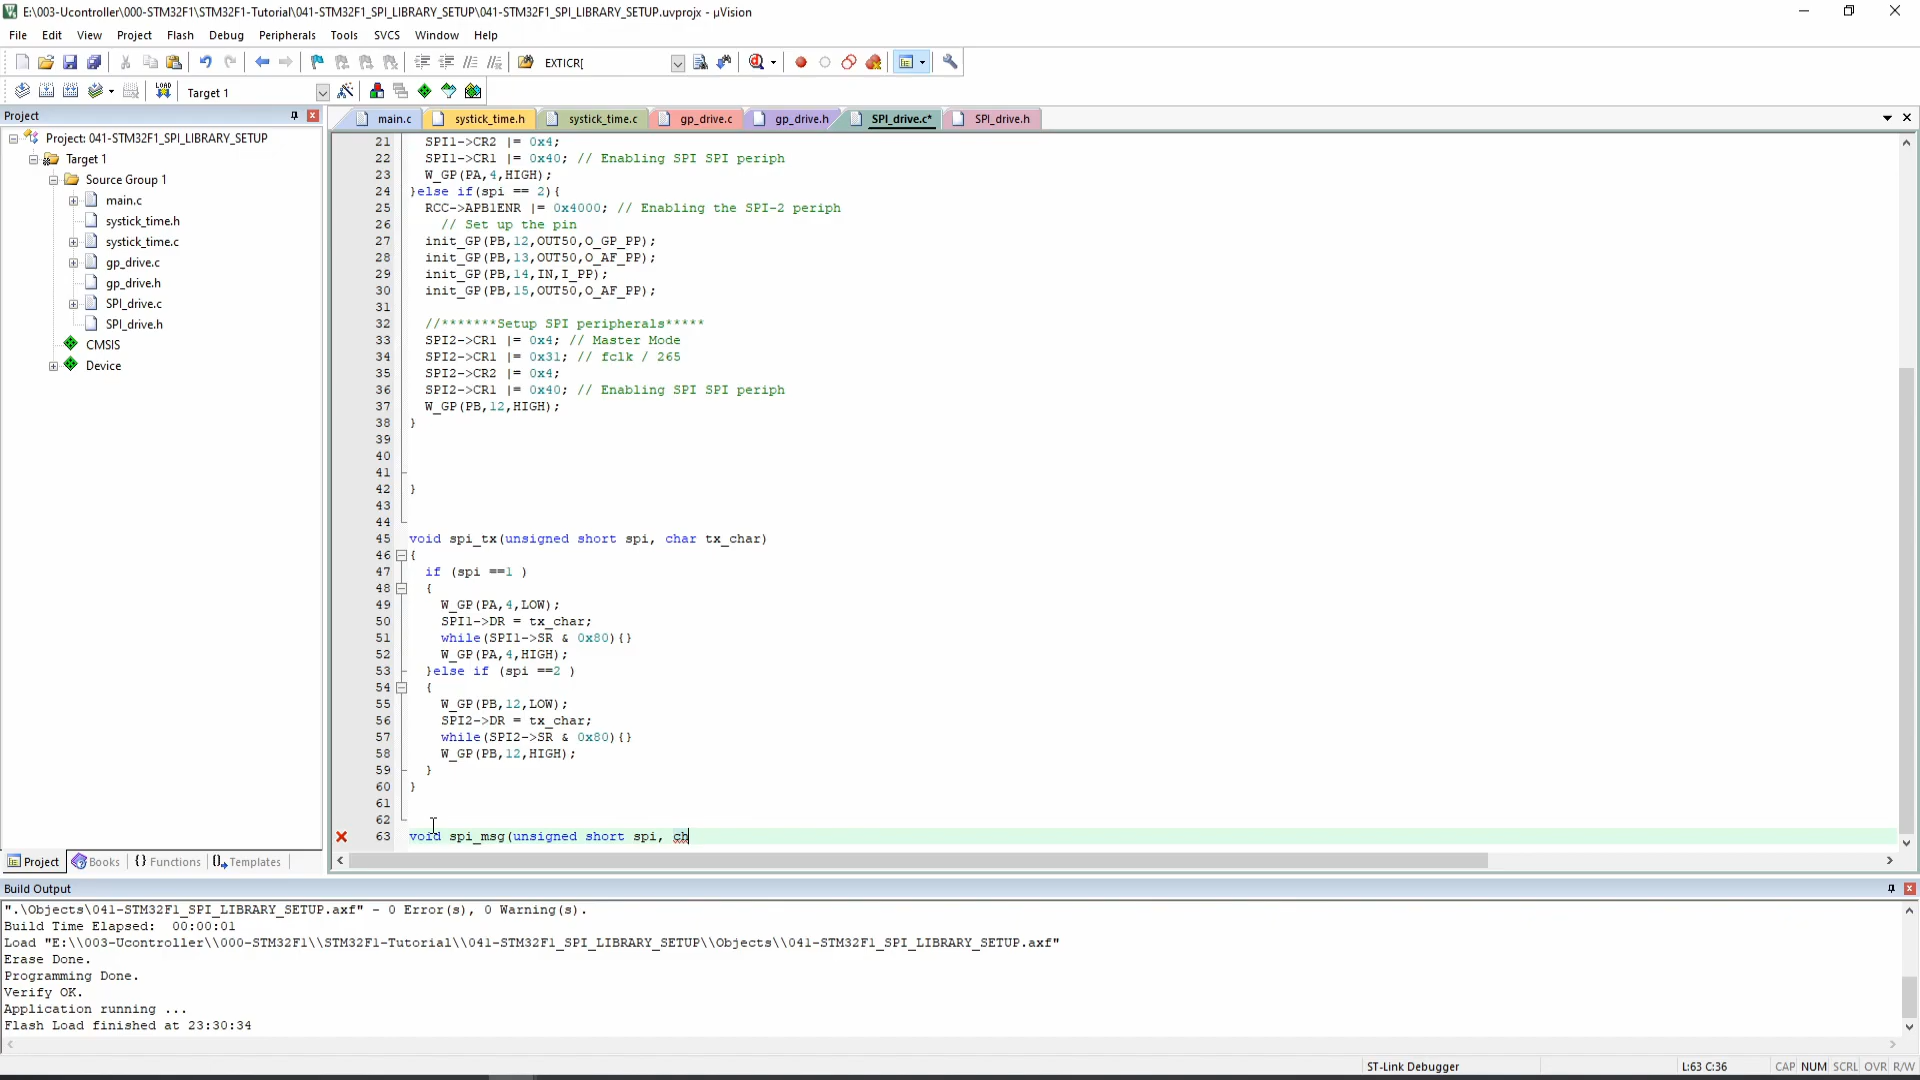 E:\003-Ucontroller\000-STM32F1\STM32F1-Tutorial\041-STM32F1_SPI_LIBRARY_SETUP\041-STM32F1_SPI_LIBRARY_SETUP.uvprojx - µVision
File Edit View Project Flash Debug Peripherals Tools SVCS Window Help
EXTICR[
LOAD Target 1
Project
main.c systick_time.h systick_time.c gp_drive.c gp_drive.h SPI_drive.c* SPI_drive.h
Project: 041-STM32F1_SPI_LIBRARY_SETUP
Target 1
Source Group 1
main.c
systick_time.h
systick_time.c
gp_drive.c
gp_drive.h
SPI_drive.c
SPI_drive.h
CMSIS
Device
21 SPI1->CR2 |= 0x4;
22 SPI1->CR1 |= 0x40; // Enabling SPI SPI periph
23 W_GP(PA,4,HIGH);
24 }else if(spi == 2){
25 RCC->APB1ENR |= 0x4000; // Enabling the SPI-2 periph
26 // Set up the pin
27 init_GP(PB,12,OUT50,O_GP_PP);
28 init_GP(PB,13,OUT50,O_AF_PP);
29 init_GP(PB,14,IN,I_PP);
30 init_GP(PB,15,OUT50,O_AF_PP);
31
32 //*******Setup SPI peripherals*****
33 SPI2->CR1 |= 0x4; // Master Mode
34 SPI2->CR1 |= 0x31; // fclk / 265
35 SPI2->CR2 |= 0x4;
36 SPI2->CR1 |= 0x40; // Enabling SPI SPI periph
37 W_GP(PB,12,HIGH);
38 }
39
40
41
42 }
43
44
45 void spi_tx(unsigned short spi, char tx_char)
46 {
47 if (spi ==1 )
48 {
49 W_GP(PA,4,LOW);
50 SPI1->DR = tx_char;
51 while(SPI1->SR & 0x80){}
52 W_GP(PA,4,HIGH);
53 }else if (spi ==2 )
54 {
55 W_GP(PB,12,LOW);
56 SPI2->DR = tx_char;
57 while(SPI2->SR & 0x80){}
58 W_GP(PB,12,HIGH);
59 }
60 }
61
62
63 void spi_msg(unsigned short spi, ch
Project Books {} Functions Templates
Build Output
".\Objects\041-STM32F1_SPI_LIBRARY_SETUP.axf" - 0 Error(s), 0 Warning(s).
Build Time Elapsed: 00:00:01
Load "E:\\003-Ucontroller\\000-STM32F1\\STM32F1-Tutorial\\041-STM32F1_SPI_LIBRARY_SETUP\\Objects\\041-STM32F1_SPI_LIBRARY_SETUP.axf"
Erase Done.
Programming Done.
Verify OK.
Application running ...
Flash Load finished at 23:30:34
ST-Link Debugger L:63 C:36 CAP NUM SCRL OVR R/W